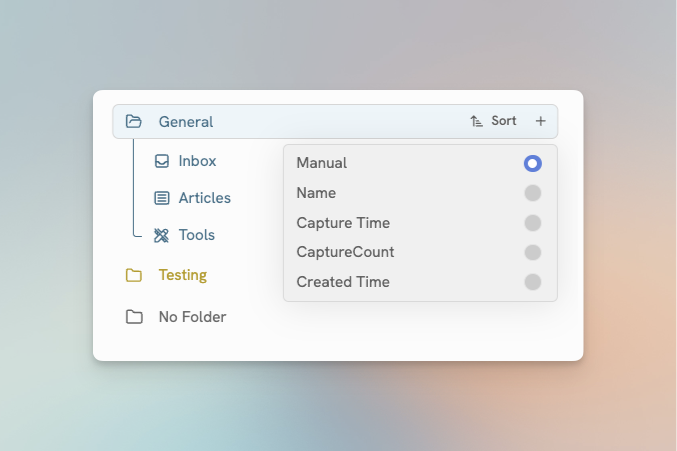 General
Sort
Inbox
Articles
Tools
Testing
No Folder
Manual
Name
Capture Time
CaptureCount
Created Time